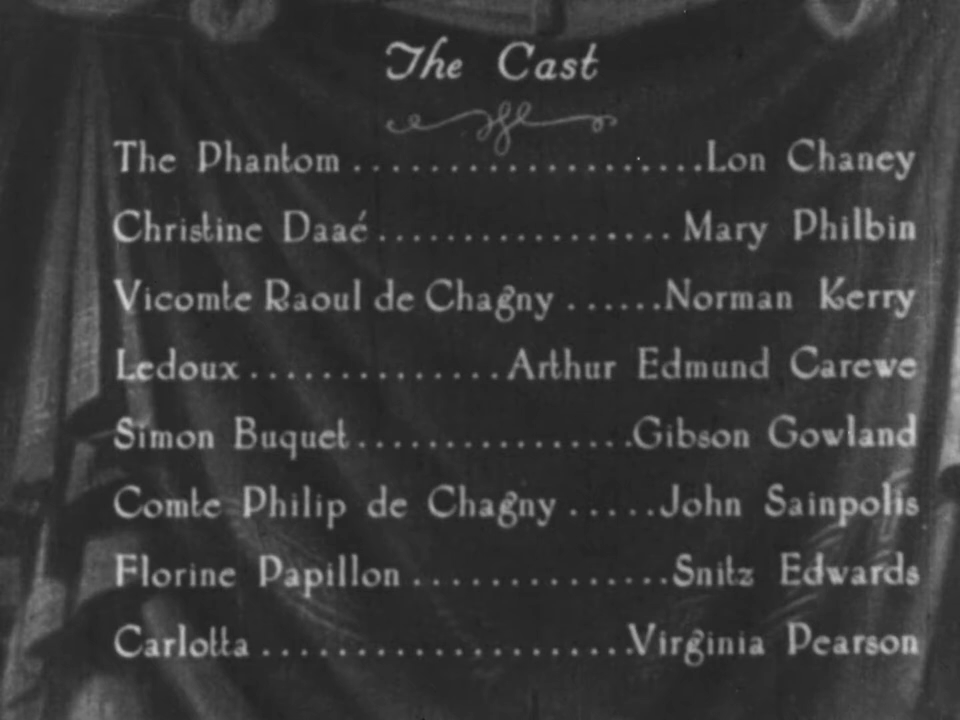 The Cast
The Phantom ....................Lon Chaney
Christine Daaé .................. Mary Philbin
Vicomte Raoul de Chagny ......Norman Kerry
Ledoux ...............Arthur Edmund Carewe
Simon Buquet .................Gibson Gowland
Comte Philip de Chagny .....John Sainpolis
Florine Papillon ...............Snitz Edwards
Carlotta ......................Virginia Pearson